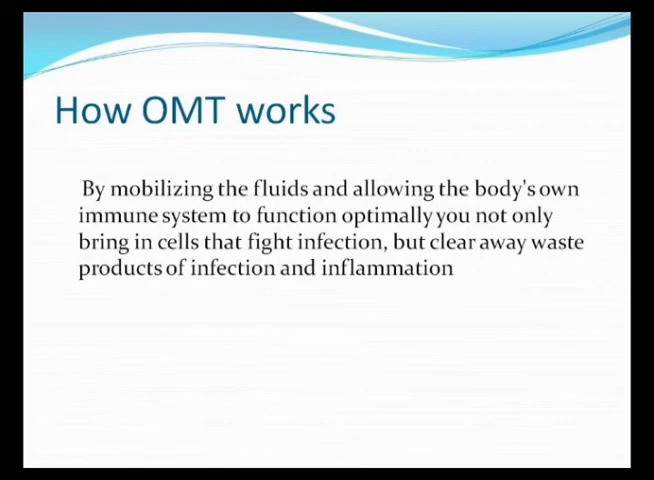 How OMT works
By mobilizing the fluids and allowing the body's own
immune system to function optimally you not only
bring in cells that fight infection, but clear away waste
products of infection and inflammation